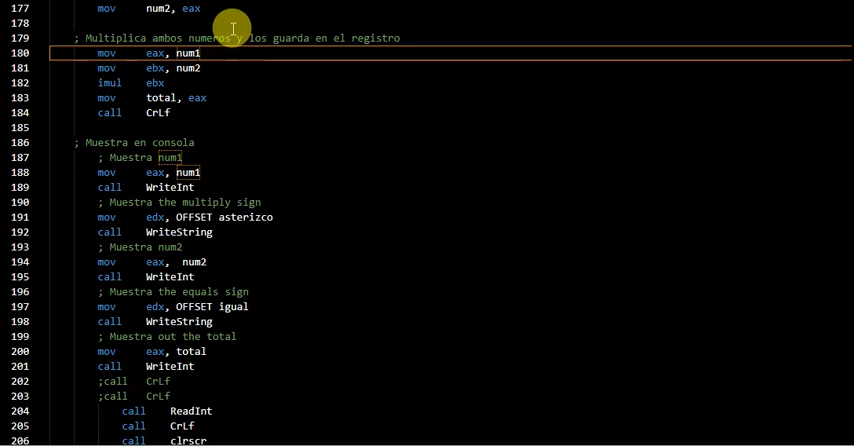 177 mov num2, eax
178
179 ; Multiplica ambos numeros y los guarda en el registro
180 mov eax, num1
181 mov ebx, num2
182 imul ebx
183 mov total, eax
184 call CrLf
185
186 ; Muestra en consola
187 ; Muestra num1
188 mov eax, num1
189 call WriteInt
190 ; Muestra the multiply sign
191 mov edx, OFFSET asterizco
192 call WriteString
193 ; Muestra num2
194 mov eax, num2
195 call WriteInt
196 ; Muestra the equals sign
197 mov edx, OFFSET igual
198 call WriteString
199 ; Muestra out the total
200 mov eax, total
201 call WriteInt
202 ;call CrLf
203 ;call CrLf
204 call ReadInt
205 call CrLf
206 call clrscr